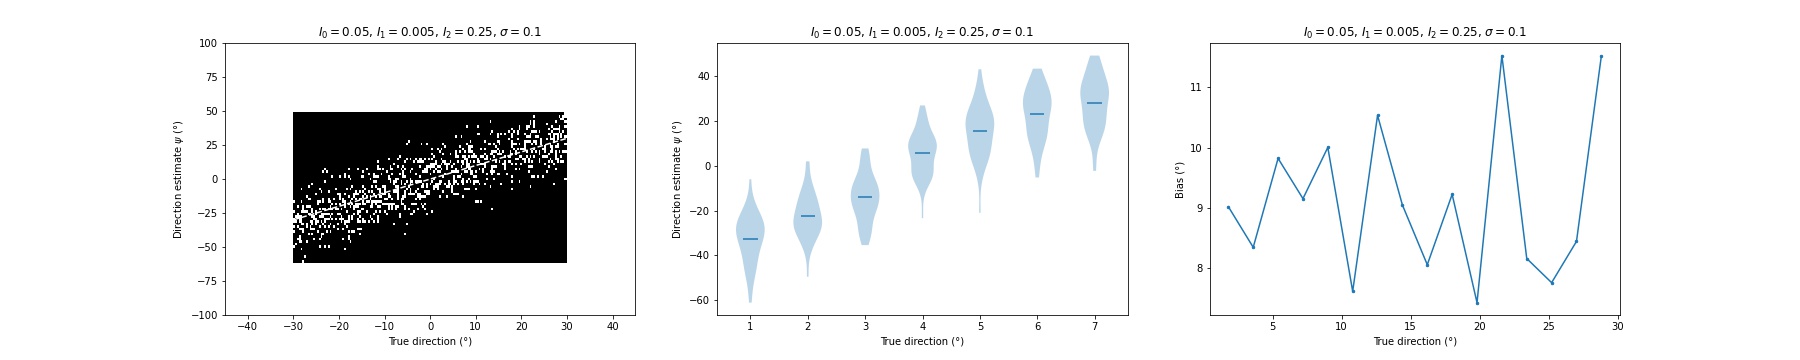 I₀ = 0.05, I₁ = 0.005, I₂ = 0.25, σ = 0.1
100
75
50
25
0
−25
−50
−75
−100
Direction estimate ψ (°)
−40 −30 −20 −10 0 10 20 30 40
True direction (°)
I₀ = 0.05, I₁ = 0.005, I₂ = 0.25, σ = 0.1
40
20
0
−20
−40
−60
Direction estimate ψ (°)
1 2 3 4 5 6 7
True direction (°)
I₀ = 0.05, I₁ = 0.005, I₂ = 0.25, σ = 0.1
11
10
9
8
Bias (°)
5 10 15 20 25 30
True direction (°)